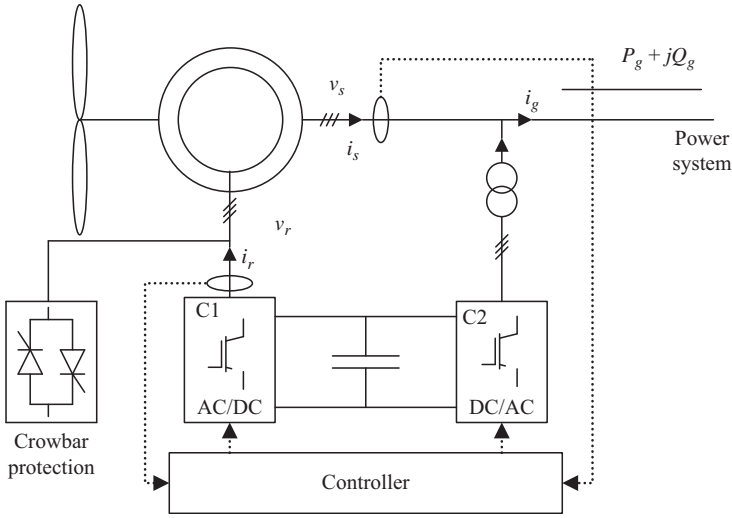 P_g + jQ_g
v_s
i_g
i_s
Power
system
v_r
i_r
C1
C2
AC/DC
DC/AC
Crowbar
protection
Controller